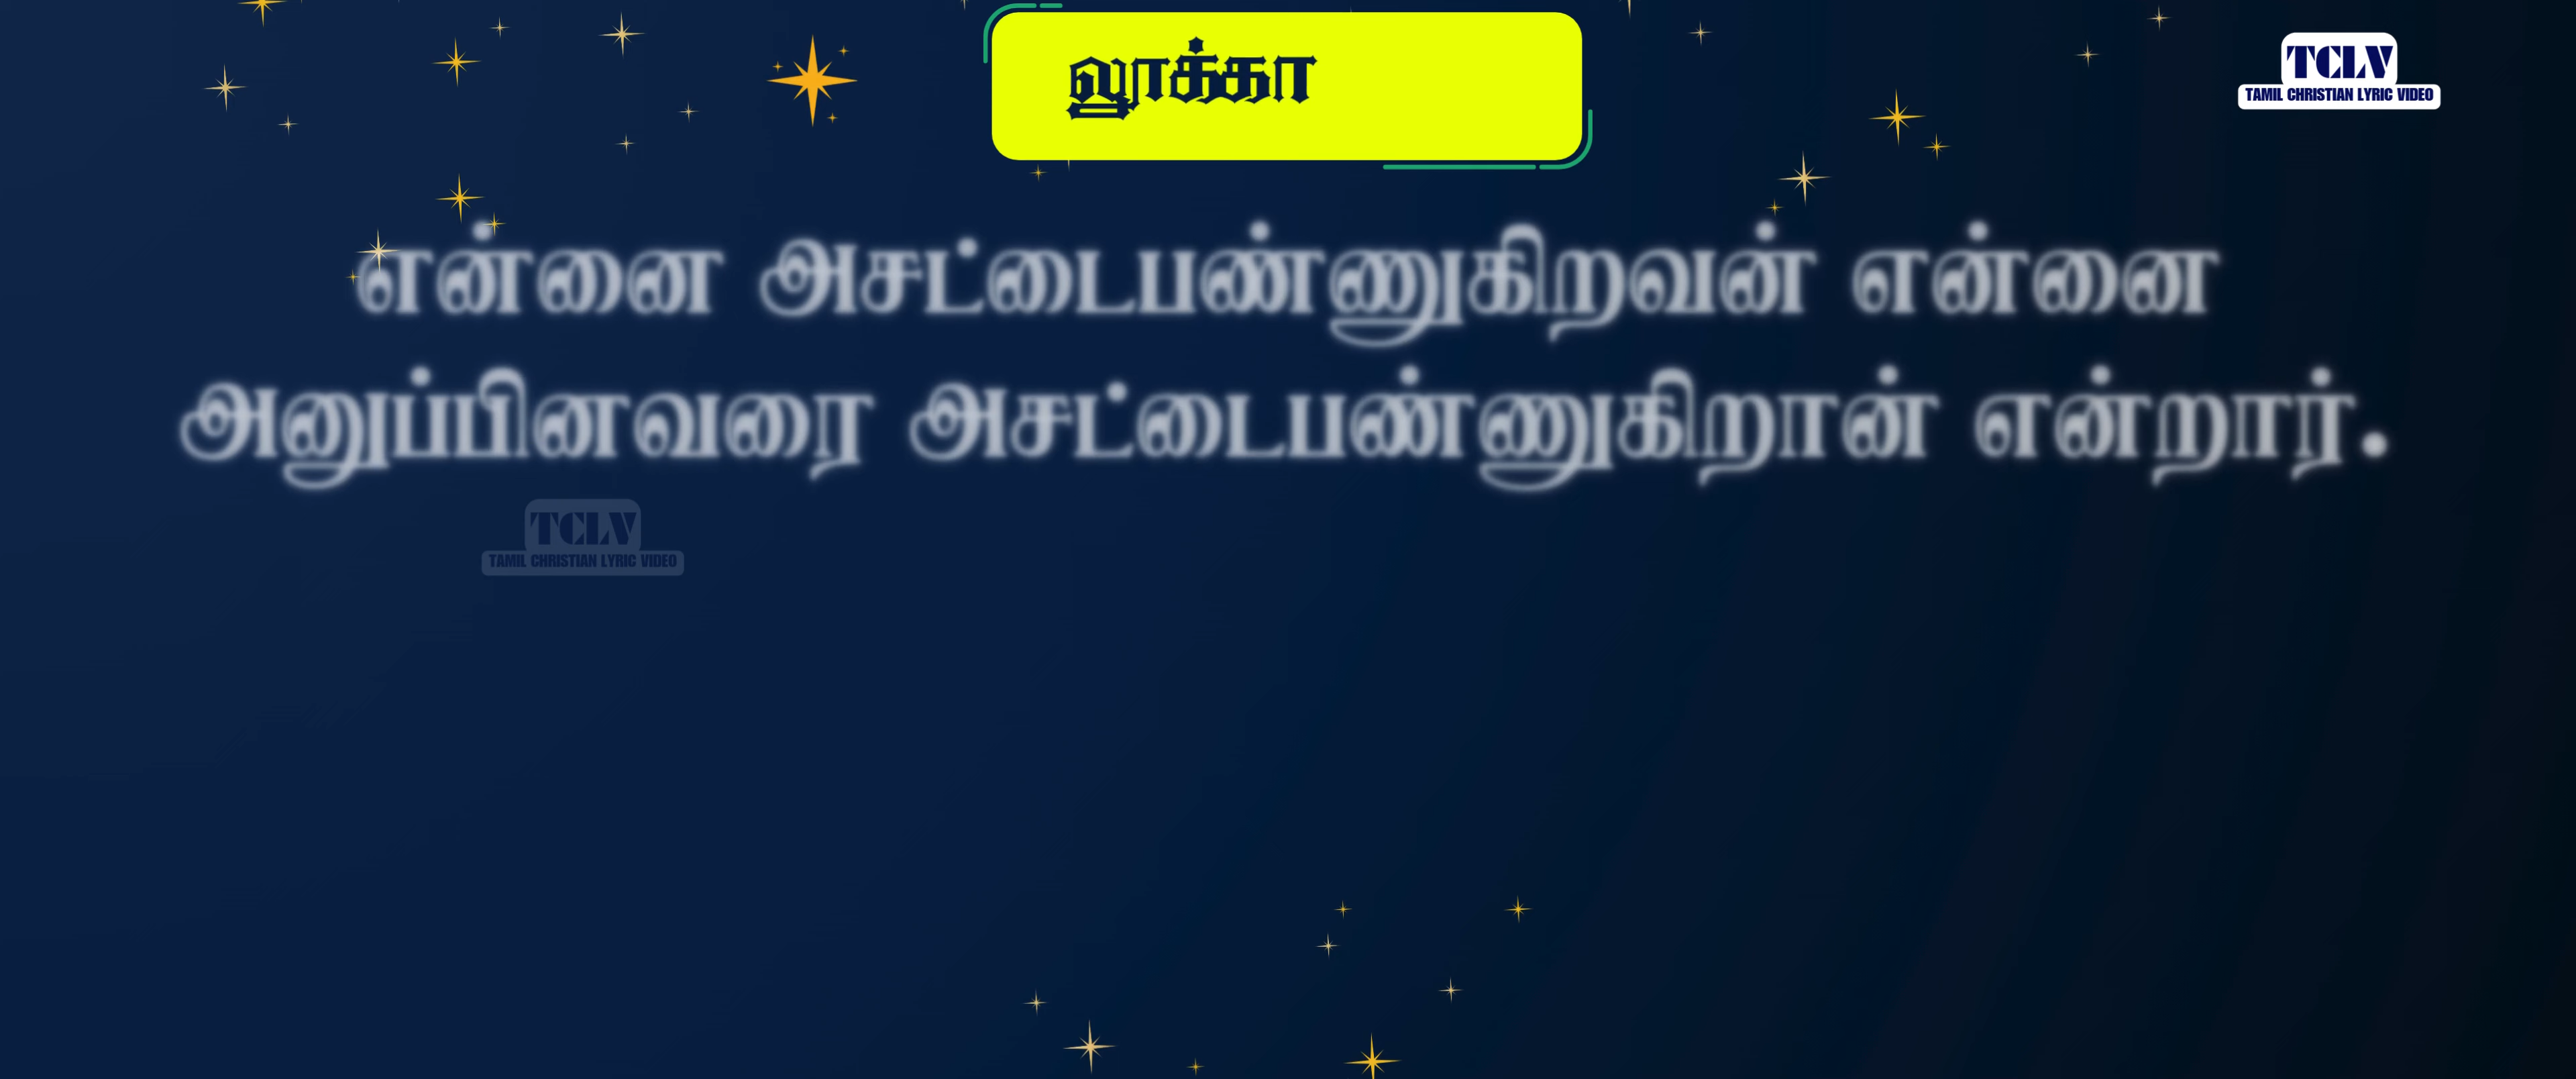 லூக்கா
TCLV
TAMIL CHRISTIAN LYRIC VIDEO
என்னை அசட்டைபண்ணுகிறவன் என்னை
அனுப்பினவரை அசட்டைபண்ணுகிறான் என்றார்.
TCLV
TAMIL CHRISTIAN LYRIC VIDEO